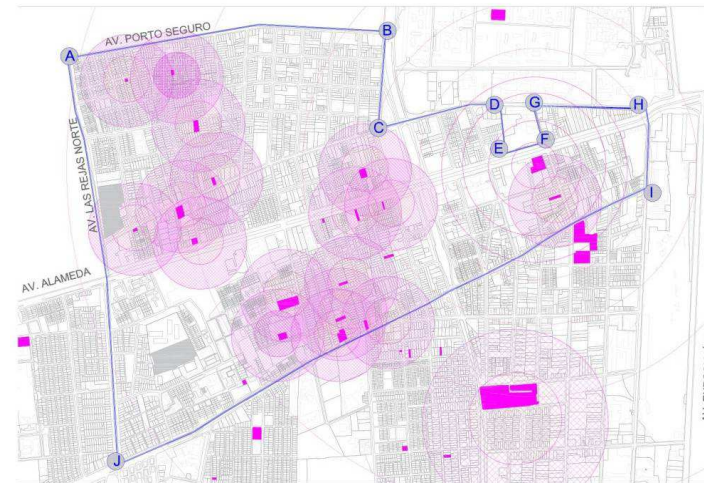 A
AV. PORTO SEGURO
B
C
D
G
H
E
F
I
AV. LAS REJAS NORTE
AV. ALAMEDA
J